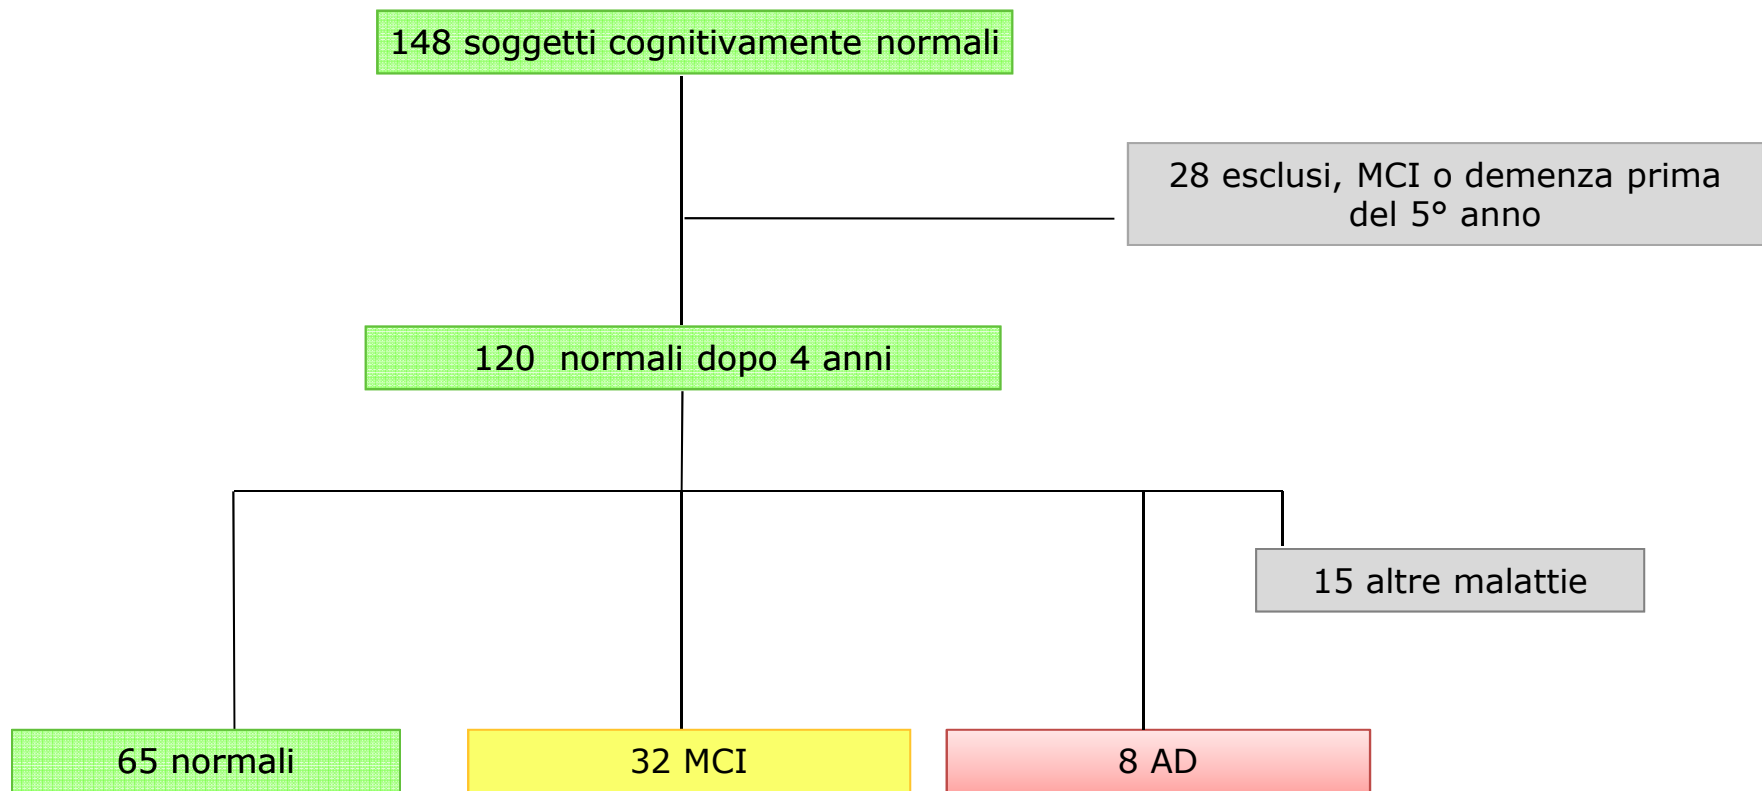 148 soggetti cognitivamente normali
28 esclusi, MCI o demenza prima
del 5° anno
120 normali dopo 4 anni
15 altre malattie
65 normali
32 MCI
8 AD